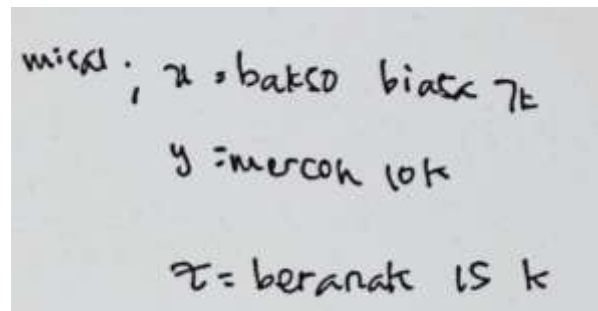 misal ; x = bakso biasa 7k
y = mercon 10k
z = beranak 15 k